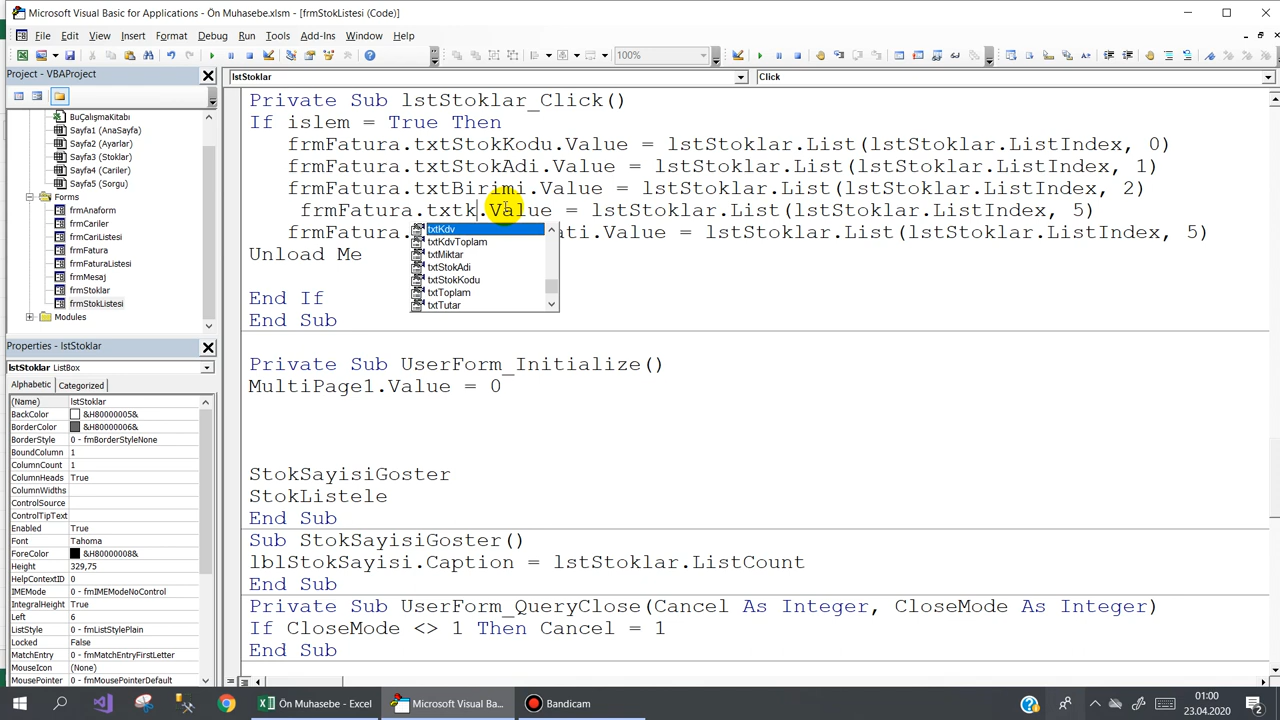 Microsoft Visual Basic for Applications - Ön Muhasebe.xlsm - [frmStokListesi (Code)]
File Edit View Insert Format Debug Run Tools Add-Ins Window Help
100%
Project - VBAProject
lstStoklar
Click
BuÇalışmaKitabı
Sayfa1 (AnaSayfa)
Sayfa2 (Ayarlar)
Sayfa3 (Stoklar)
Sayfa4 (Cariler)
Sayfa5 (Sorgu)
Forms
frmAnaform
frmCariler
frmCariListesi
frmFatura
frmFaturaListesi
frmMesaj
frmStoklar
frmStokListesi
Modules
Properties - lstStoklar
lstStoklar ListBox
Alphabetic Categorized
(Name) lstStoklar
BackColor &H80000005&
BorderColor &H80000006&
BorderStyle 0 - fmBorderStyleNone
BoundColumn 1
ColumnCount 1
ColumnHeads True
ColumnWidths
ControlSource
ControlTipText
Enabled True
Font Tahoma
ForeColor &H80000008&
Height 329,75
HelpContextID 0
IMEMode 0 - fmIMEModeNoControl
IntegralHeight True
Left 6
ListStyle 0 - fmListStylePlain
Locked False
MatchEntry 0 - fmMatchEntryFirstLetter
MouseIcon (None)
MousePointer 0 - fmMousePointerDefault
Private Sub lstStoklar_Click()
If islem = True Then
frmFatura.txtStokKodu.Value = lstStoklar.List(lstStoklar.ListIndex, 0)
frmFatura.txtStokAdi.Value = lstStoklar.List(lstStoklar.ListIndex, 1)
frmFatura.txtBirimi.Value = lstStoklar.List(lstStoklar.ListIndex, 2)
frmFatura.txtk.Value = lstStoklar.List(lstStoklar.ListIndex, 5)
frmFatura. ati.Value = lstStoklar.List(lstStoklar.ListIndex, 5)
txtKdv
txtKdvToplam
txtMiktar
txtStokAdi
txtStokKodu
txtToplam
txtTutar
Unload Me
End If
End Sub
Private Sub UserForm_Initialize()
MultiPage1.Value = 0
StokSayisiGoster
StokListele
End Sub
Sub StokSayisiGoster()
lblStokSayisi.Caption = lstStoklar.ListCount
End Sub
Private Sub UserForm_QueryClose(Cancel As Integer, CloseMode As Integer)
If CloseMode <> 1 Then Cancel = 1
End Sub
Ön Muhasebe - Excel
Microsoft Visual Ba...
Bandicam
01:00
23.04.2020
2